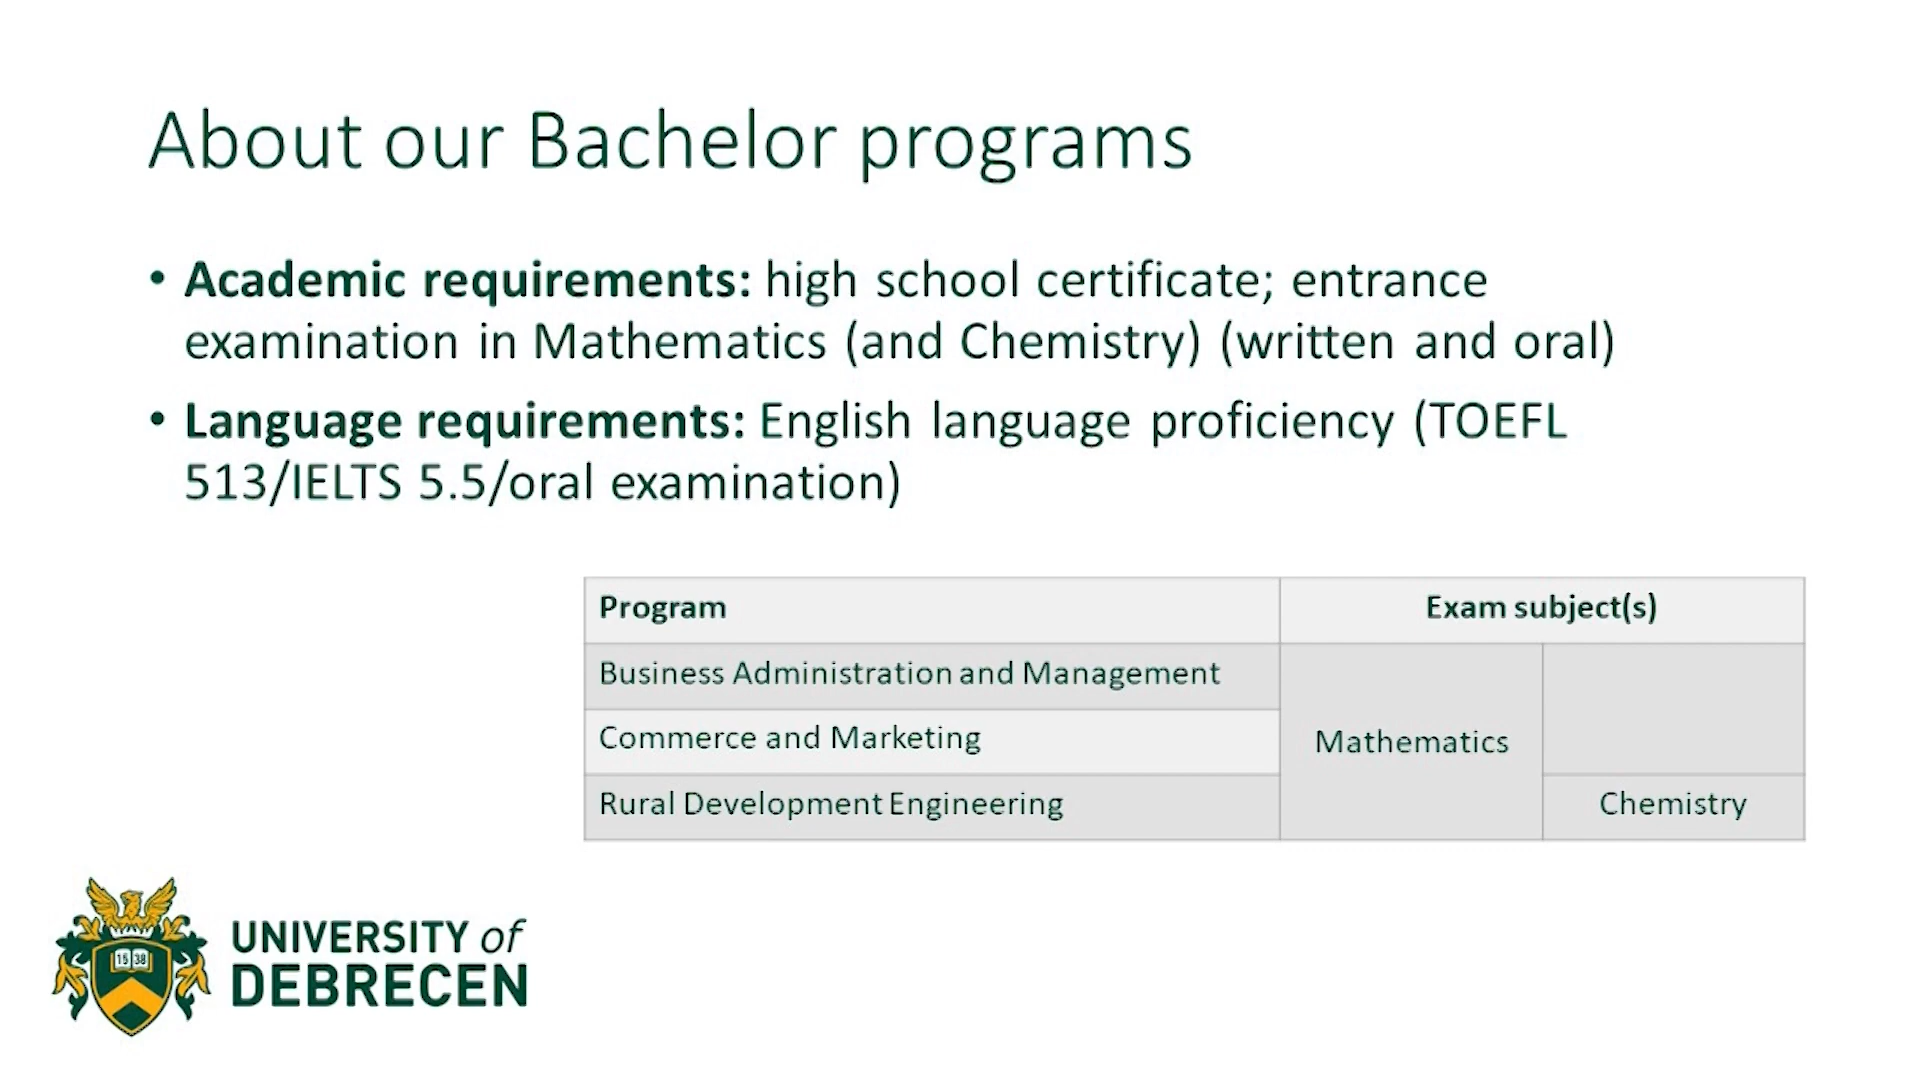 About our Bachelor programs
• Academic requirements: high school certificate; entrance
examination in Mathematics (and Chemistry) (written and oral)
• Language requirements: English language proficiency (TOEFL
513/IELTS 5.5/oral examination)
Program Exam subject(s)
Business Administration and Management
Commerce and Marketing
Mathematics
Rural Development Engineering Chemistry
15 38
UNIVERSITY of
DEBRECEN